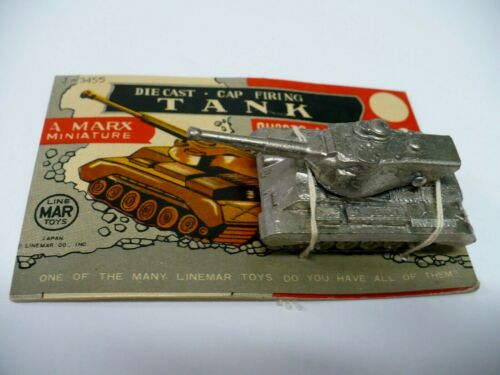 J-3455
DIE CAST · CAP FIRING
TANK
A MARX
MINIATURE
LINE
MAR
TOYS
JAPAN
LINEMAR CO., INC.
ONE OF THE MANY LINEMAR TOYS DO YOU HAVE ALL OF THEM?